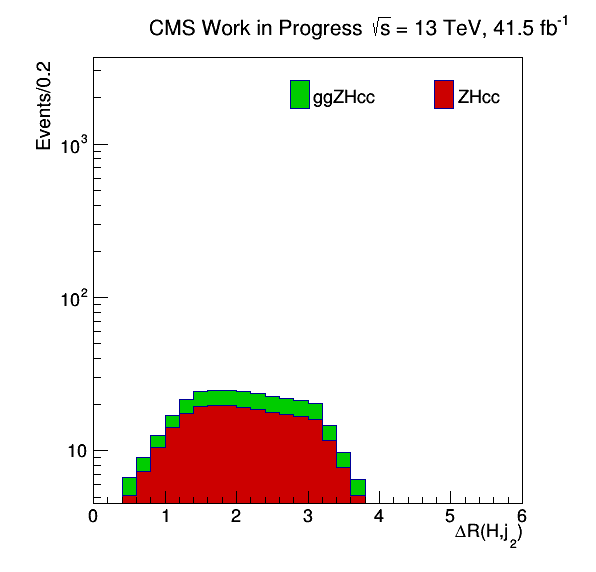 CMS Work in Progress √s = 13 TeV, 41.5 fb⁻¹
Events/0.2
ggZHcc ZHcc
10³
10²
10
0 1 2 3 4 5 6
ΔR(H,j₂)